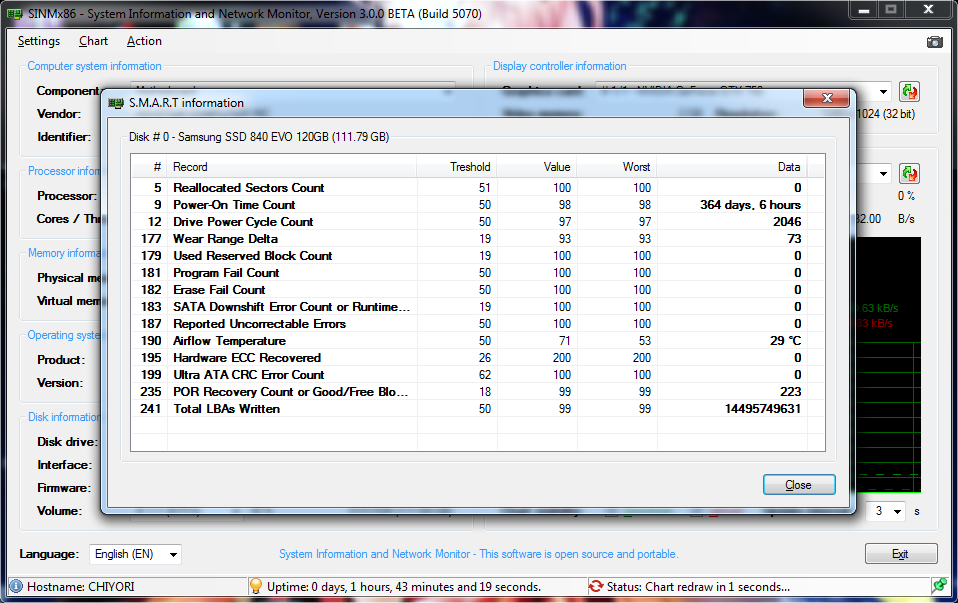 SINMx86 - System Information and Network Monitor, Version 3.0.0 BETA (Build 5070)
Settings Chart Action
Computer system information
Display controller information
Component
Vendor:
Identifier:
1024 (32 bit)
S.M.A.R.T information
Disk # 0 - Samsung SSD 840 EVO 120GB (111.79 GB)
# Record Treshold Value Worst Data
5 Reallocated Sectors Count 51 100 100 0
9 Power-On Time Count 50 98 98 364 days, 6 hours
12 Drive Power Cycle Count 50 97 97 2046
177 Wear Range Delta 19 93 93 73
179 Used Reserved Block Count 19 100 100 0
181 Program Fail Count 50 100 100 0
182 Erase Fail Count 50 100 100 0
183 SATA Downshift Error Count or Runtime... 19 100 100 0
187 Reported Uncorrectable Errors 50 100 100 0
190 Airflow Temperature 50 71 53 29 °C
195 Hardware ECC Recovered 26 200 200 0
199 Ultra ATA CRC Error Count 62 100 100 0
235 POR Recovery Count or Good/Free Blo... 18 99 99 223
241 Total LBAs Written 50 99 99 14495749631
Close
Processor infor
Processor:
0 %
Cores / Thr
32.00 B/s
Memory informa
Physical me
Virtual mem
63 kB/s
33 kB/s
Operating syste
Product:
Version:
Disk information
Disk drive:
Interface:
Firmware:
Volume:
3 s
Language: English (EN)
System Information and Network Monitor - This software is open source and portable.
Exit
Hostname: CHIYORI
Uptime: 0 days, 1 hours, 43 minutes and 19 seconds.
Status: Chart redraw in 1 seconds...